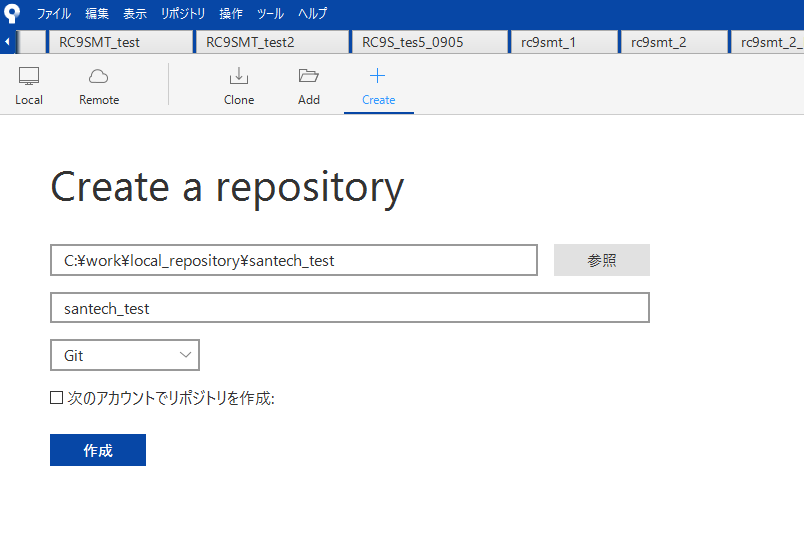 ファイル 編集 表示 リポジトリ 操作 ツール ヘルプ
RC9SMT_test RC9SMT_test2 RC9S_tes5_0905 rc9smt_1 rc9smt_2 rc9smt_2_
Local Remote Clone Add Create
Create a repository
C:¥work¥local_repository¥santech_test 参照
santech_test
Git
次のアカウントでリポジトリを作成:
作成